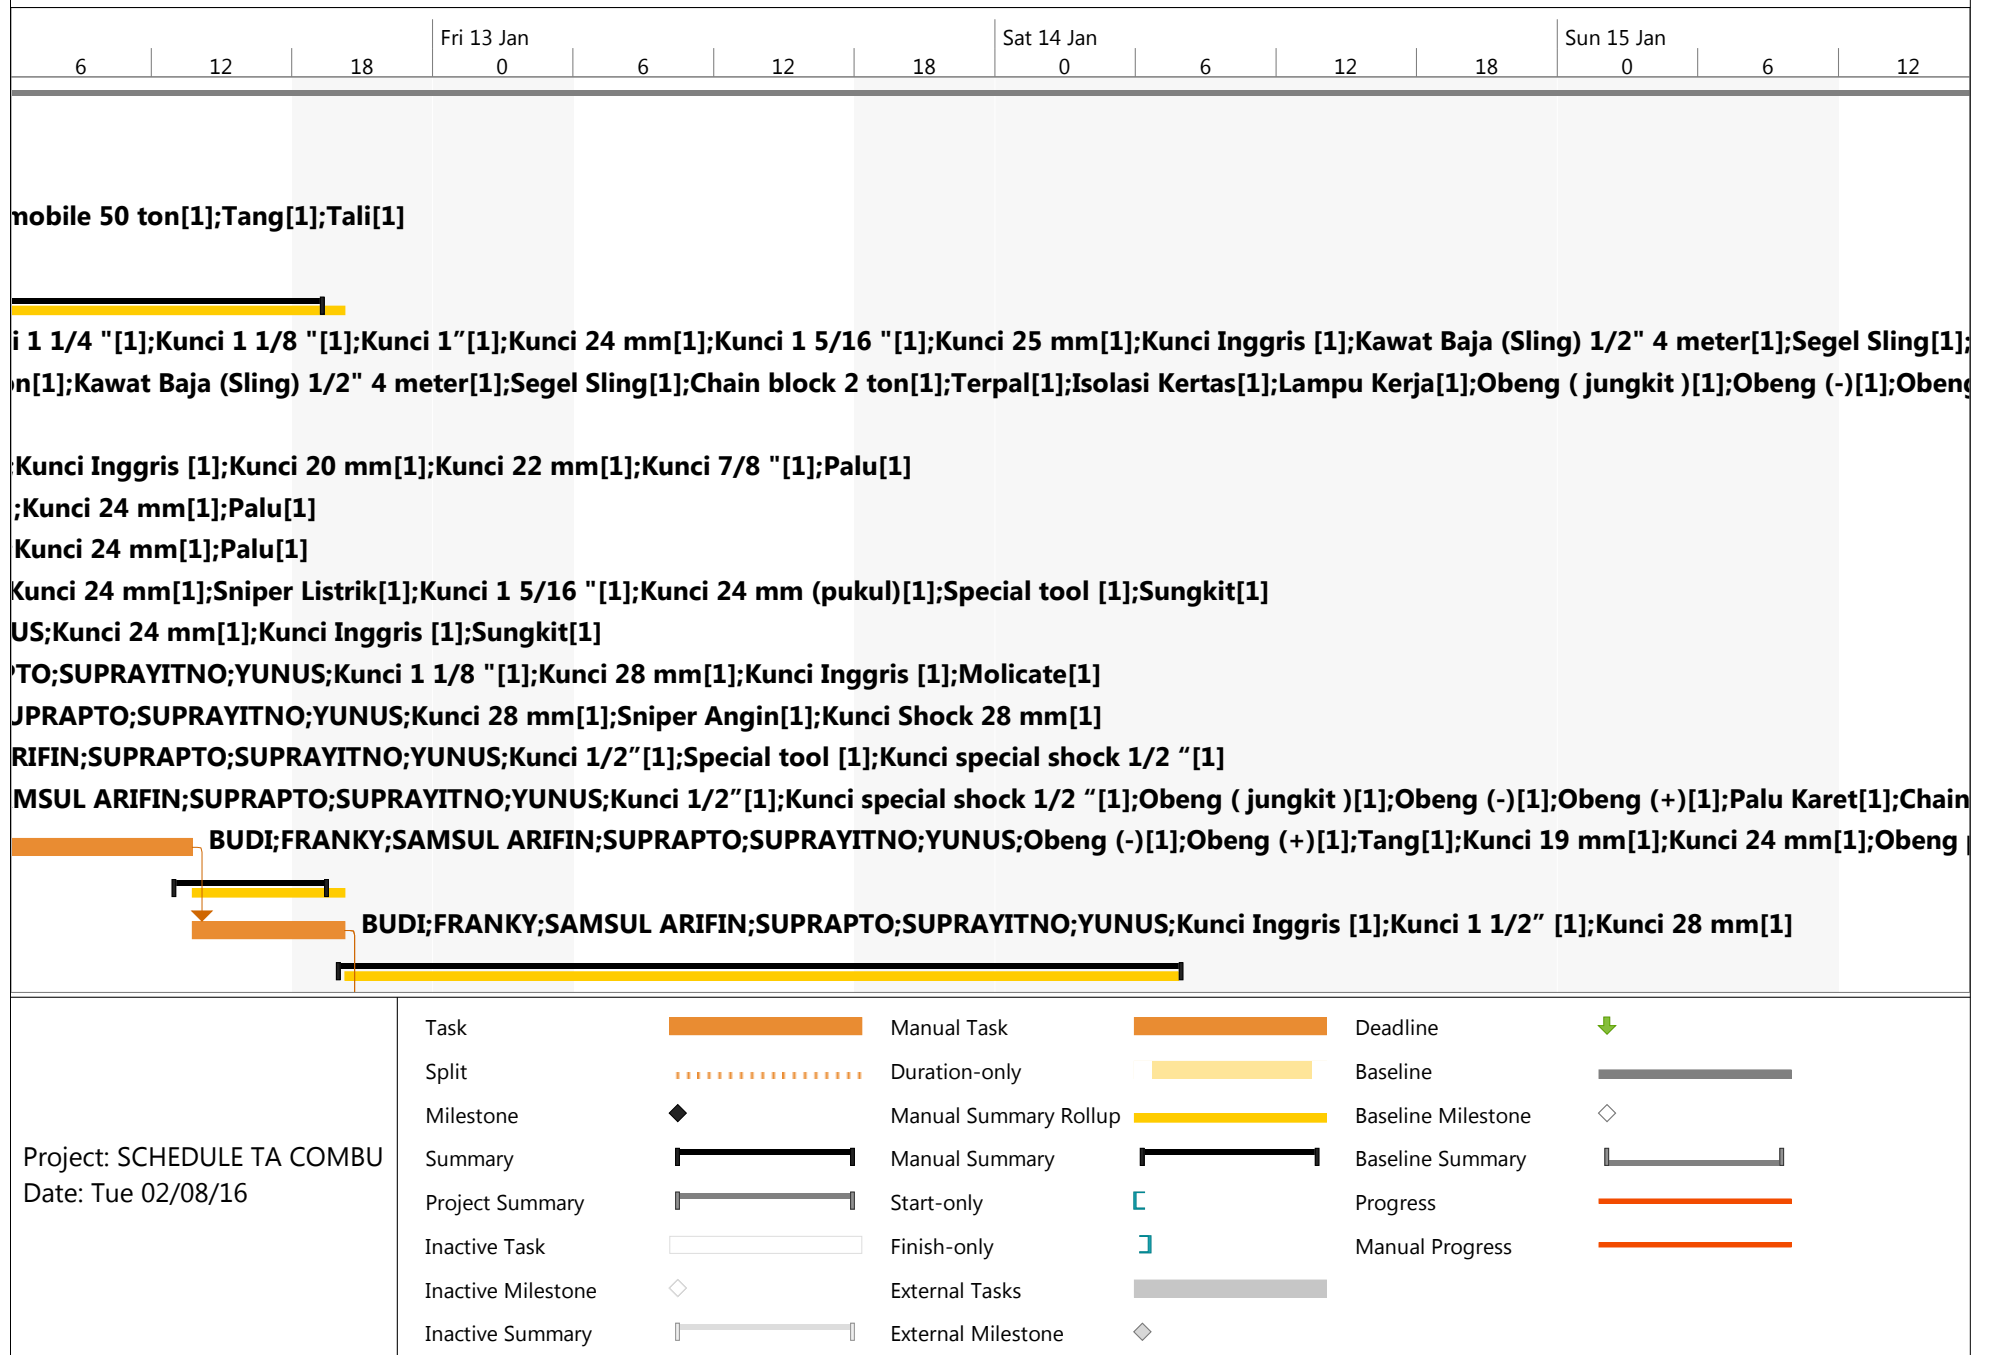 Fri 13 Jan Sat 14 Jan Sun 15 Jan
6 12 18 0 6 12 18 0 6 12 18 0 6 12
mobile 50 ton[1];Tang[1];Tali[1]
i 1 1/4 "[1];Kunci 1 1/8 "[1];Kunci 1”[1];Kunci 24 mm[1];Kunci 1 5/16 "[1];Kunci 25 mm[1];Kunci Inggris [1];Kawat Baja (Sling) 1/2" 4 meter[1];Segel Sling[1];
n[1];Kawat Baja (Sling) 1/2" 4 meter[1];Segel Sling[1];Chain block 2 ton[1];Terpal[1];Isolasi Kertas[1];Lampu Kerja[1];Obeng ( jungkit )[1];Obeng (-)[1];Obeng
;Kunci Inggris [1];Kunci 20 mm[1];Kunci 22 mm[1];Kunci 7/8 "[1];Palu[1]
;Kunci 24 mm[1];Palu[1]
Kunci 24 mm[1];Palu[1]
Kunci 24 mm[1];Sniper Listrik[1];Kunci 1 5/16 "[1];Kunci 24 mm (pukul)[1];Special tool [1];Sungkit[1]
US;Kunci 24 mm[1];Kunci Inggris [1];Sungkit[1]
TO;SUPRAYITNO;YUNUS;Kunci 1 1/8 "[1];Kunci 28 mm[1];Kunci Inggris [1];Molicate[1]
UPRAPTO;SUPRAYITNO;YUNUS;Kunci 28 mm[1];Sniper Angin[1];Kunci Shock 28 mm[1]
RIFIN;SUPRAPTO;SUPRAYITNO;YUNUS;Kunci 1/2”[1];Special tool [1];Kunci special shock 1/2 “[1]
MSUL ARIFIN;SUPRAPTO;SUPRAYITNO;YUNUS;Kunci 1/2”[1];Kunci special shock 1/2 “[1];Obeng ( jungkit )[1];Obeng (-)[1];Obeng (+)[1];Palu Karet[1];Chain
BUDI;FRANKY;SAMSUL ARIFIN;SUPRAPTO;SUPRAYITNO;YUNUS;Obeng (-)[1];Obeng (+)[1];Tang[1];Kunci 19 mm[1];Kunci 24 mm[1];Obeng
BUDI;FRANKY;SAMSUL ARIFIN;SUPRAPTO;SUPRAYITNO;YUNUS;Kunci Inggris [1];Kunci 1 1/2” [1];Kunci 28 mm[1]
Project: SCHEDULE TA COMBU
Date: Tue 02/08/16
Task
Split
Milestone
Summary
Project Summary
Inactive Task
Inactive Milestone
Inactive Summary
Manual Task
Duration-only
Manual Summary Rollup
Manual Summary
Start-only
Finish-only
External Tasks
External Milestone
Deadline
Baseline
Baseline Milestone
Baseline Summary
Progress
Manual Progress